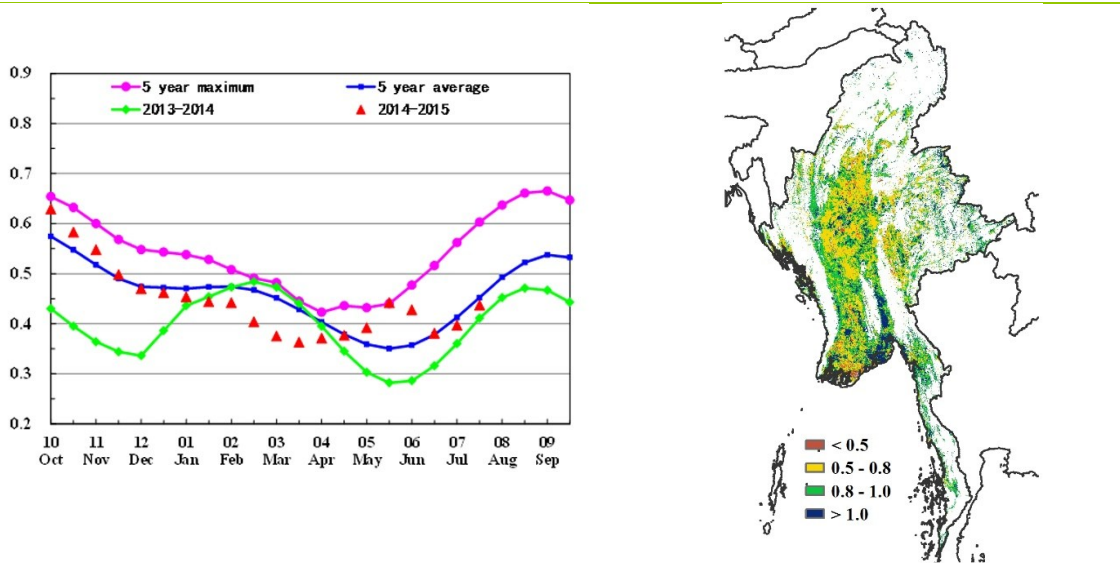 5 year maximum 5 year average
2013-2014 2014-2015
0.9
0.8
0.7
0.6
0.5
0.4
0.3
0.2
10 11 12 01 02 03 04 05 06 07 08 09
Oct Nov Dec Jan Feb Mar Apr May Jun Jul Aug Sep
< 0.5
0.5 - 0.8
0.8 - 1.0
> 1.0